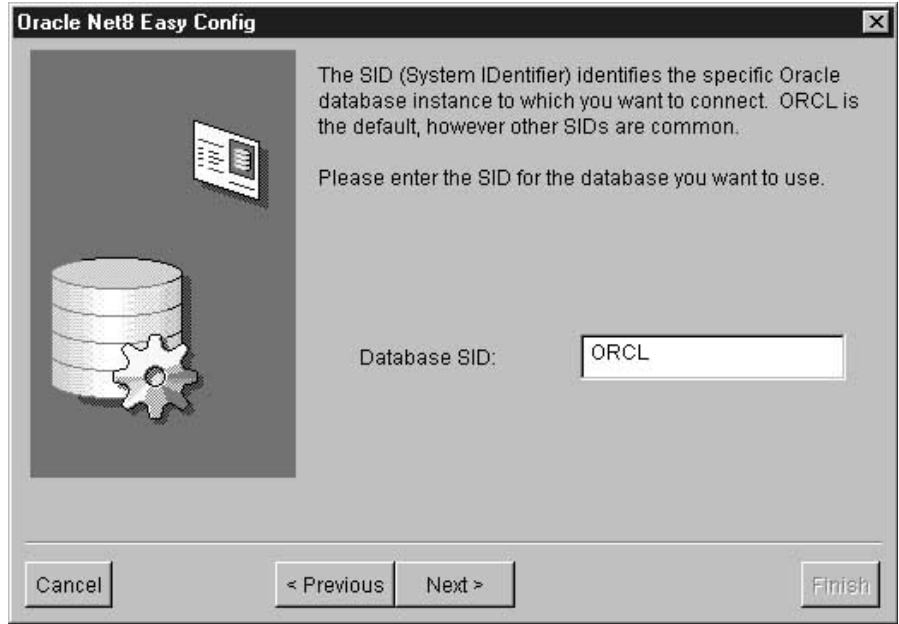 Oracle Net8 Easy Config
The SID (System IDentifier) identifies the specific Oracle
database instance to which you want to connect. ORCL is
the default, however other SIDs are common.
Please enter the SID for the database you want to use.
Database SID: ORCL
Cancel < Previous Next > Finish